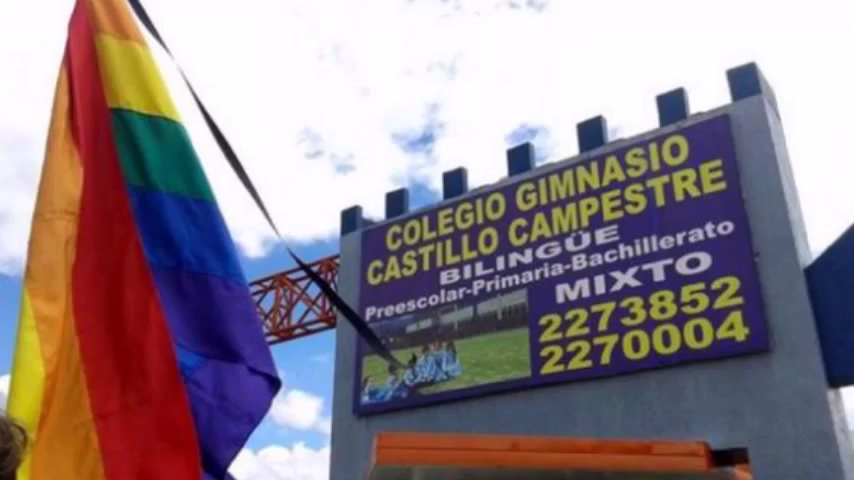 COLEGIO GIMNASIO
CASTILLO CAMPESTRE
BILINGÜE
Preescolar-Primaria-Bachillerato
MIXTO
2273852
2270004